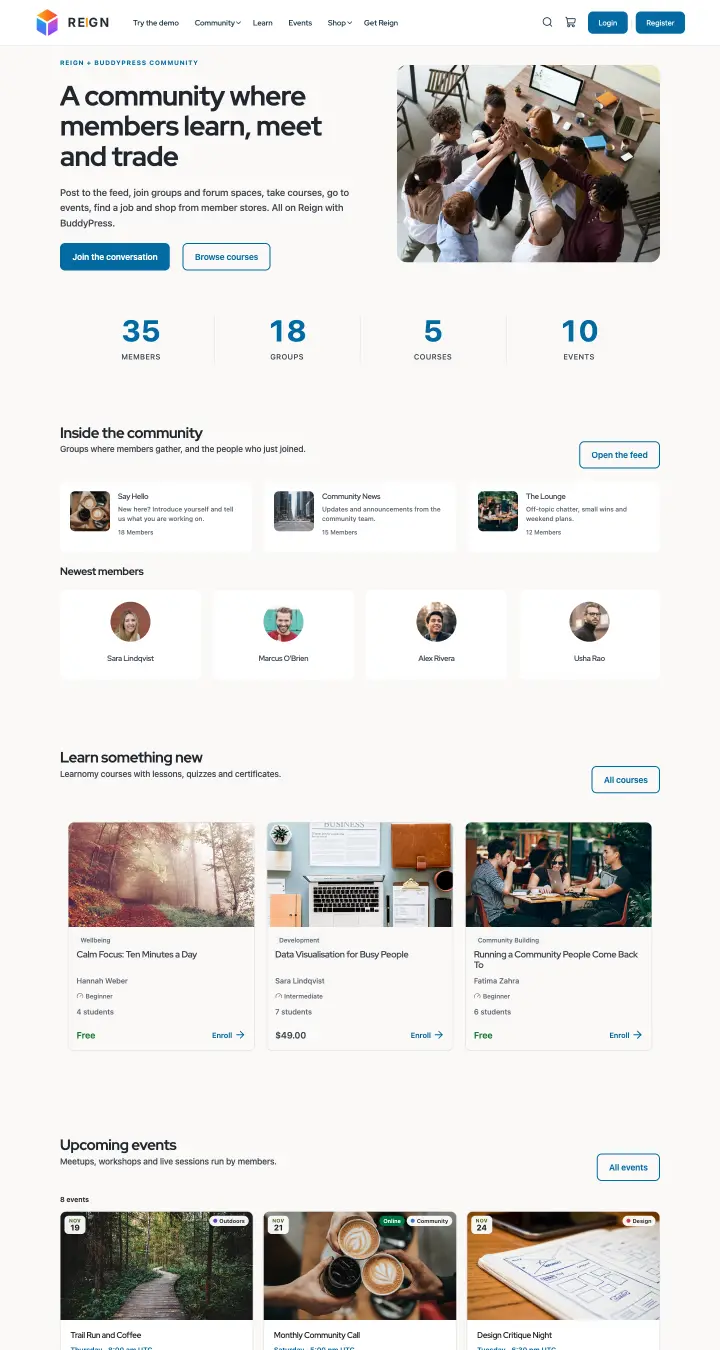 REIGN
Try the demo
Community
Learn
Events
Shop
Get Reign
Login
Register
REIGN + BUDDYPRESS COMMUNITY
A community where
members learn, meet
and trade
Post to the feed, join groups and forum spaces, take courses, go to
events, find a job and shop from member stores. All on Reign with
BuddyPress.
Join the conversation
Browse courses
35
MEMBERS
18
GROUPS
5
COURSES
10
EVENTS
Inside the community
Groups where members gather, and the people who just joined.
Open the feed
Say Hello
New here? Introduce yourself and tell
us what you are working on.
18 Members
Community News
Updates and announcements from the
community team.
15 Members
The Lounge
Off-topic chatter, small wins and
weekend plans.
12 Members
Newest members
Sara Lindqvist
Marcus O'Brien
Alex Rivera
Usha Rao
Learn something new
Learnomy courses with lessons, quizzes and certificates.
All courses
Wellbeing
Calm Focus: Ten Minutes a Day
Hannah Weber
Beginner
4 students
Free
Enroll
BUSINESS
Development
Data Visualisation for Busy People
Sara Lindqvist
Intermediate
7 students
$49.00
Enroll
Community Building
Running a Community People Come Back
To
Fatima Zahra
Beginner
6 students
Free
Enroll
Upcoming events
Meetups, workshops and live sessions run by members.
All events
8 events
NOV
19
Outdoors
Trail Run and Coffee
NOV
21
Online
Community
Monthly Community Call
NOV
24
Design
Design Critique Night